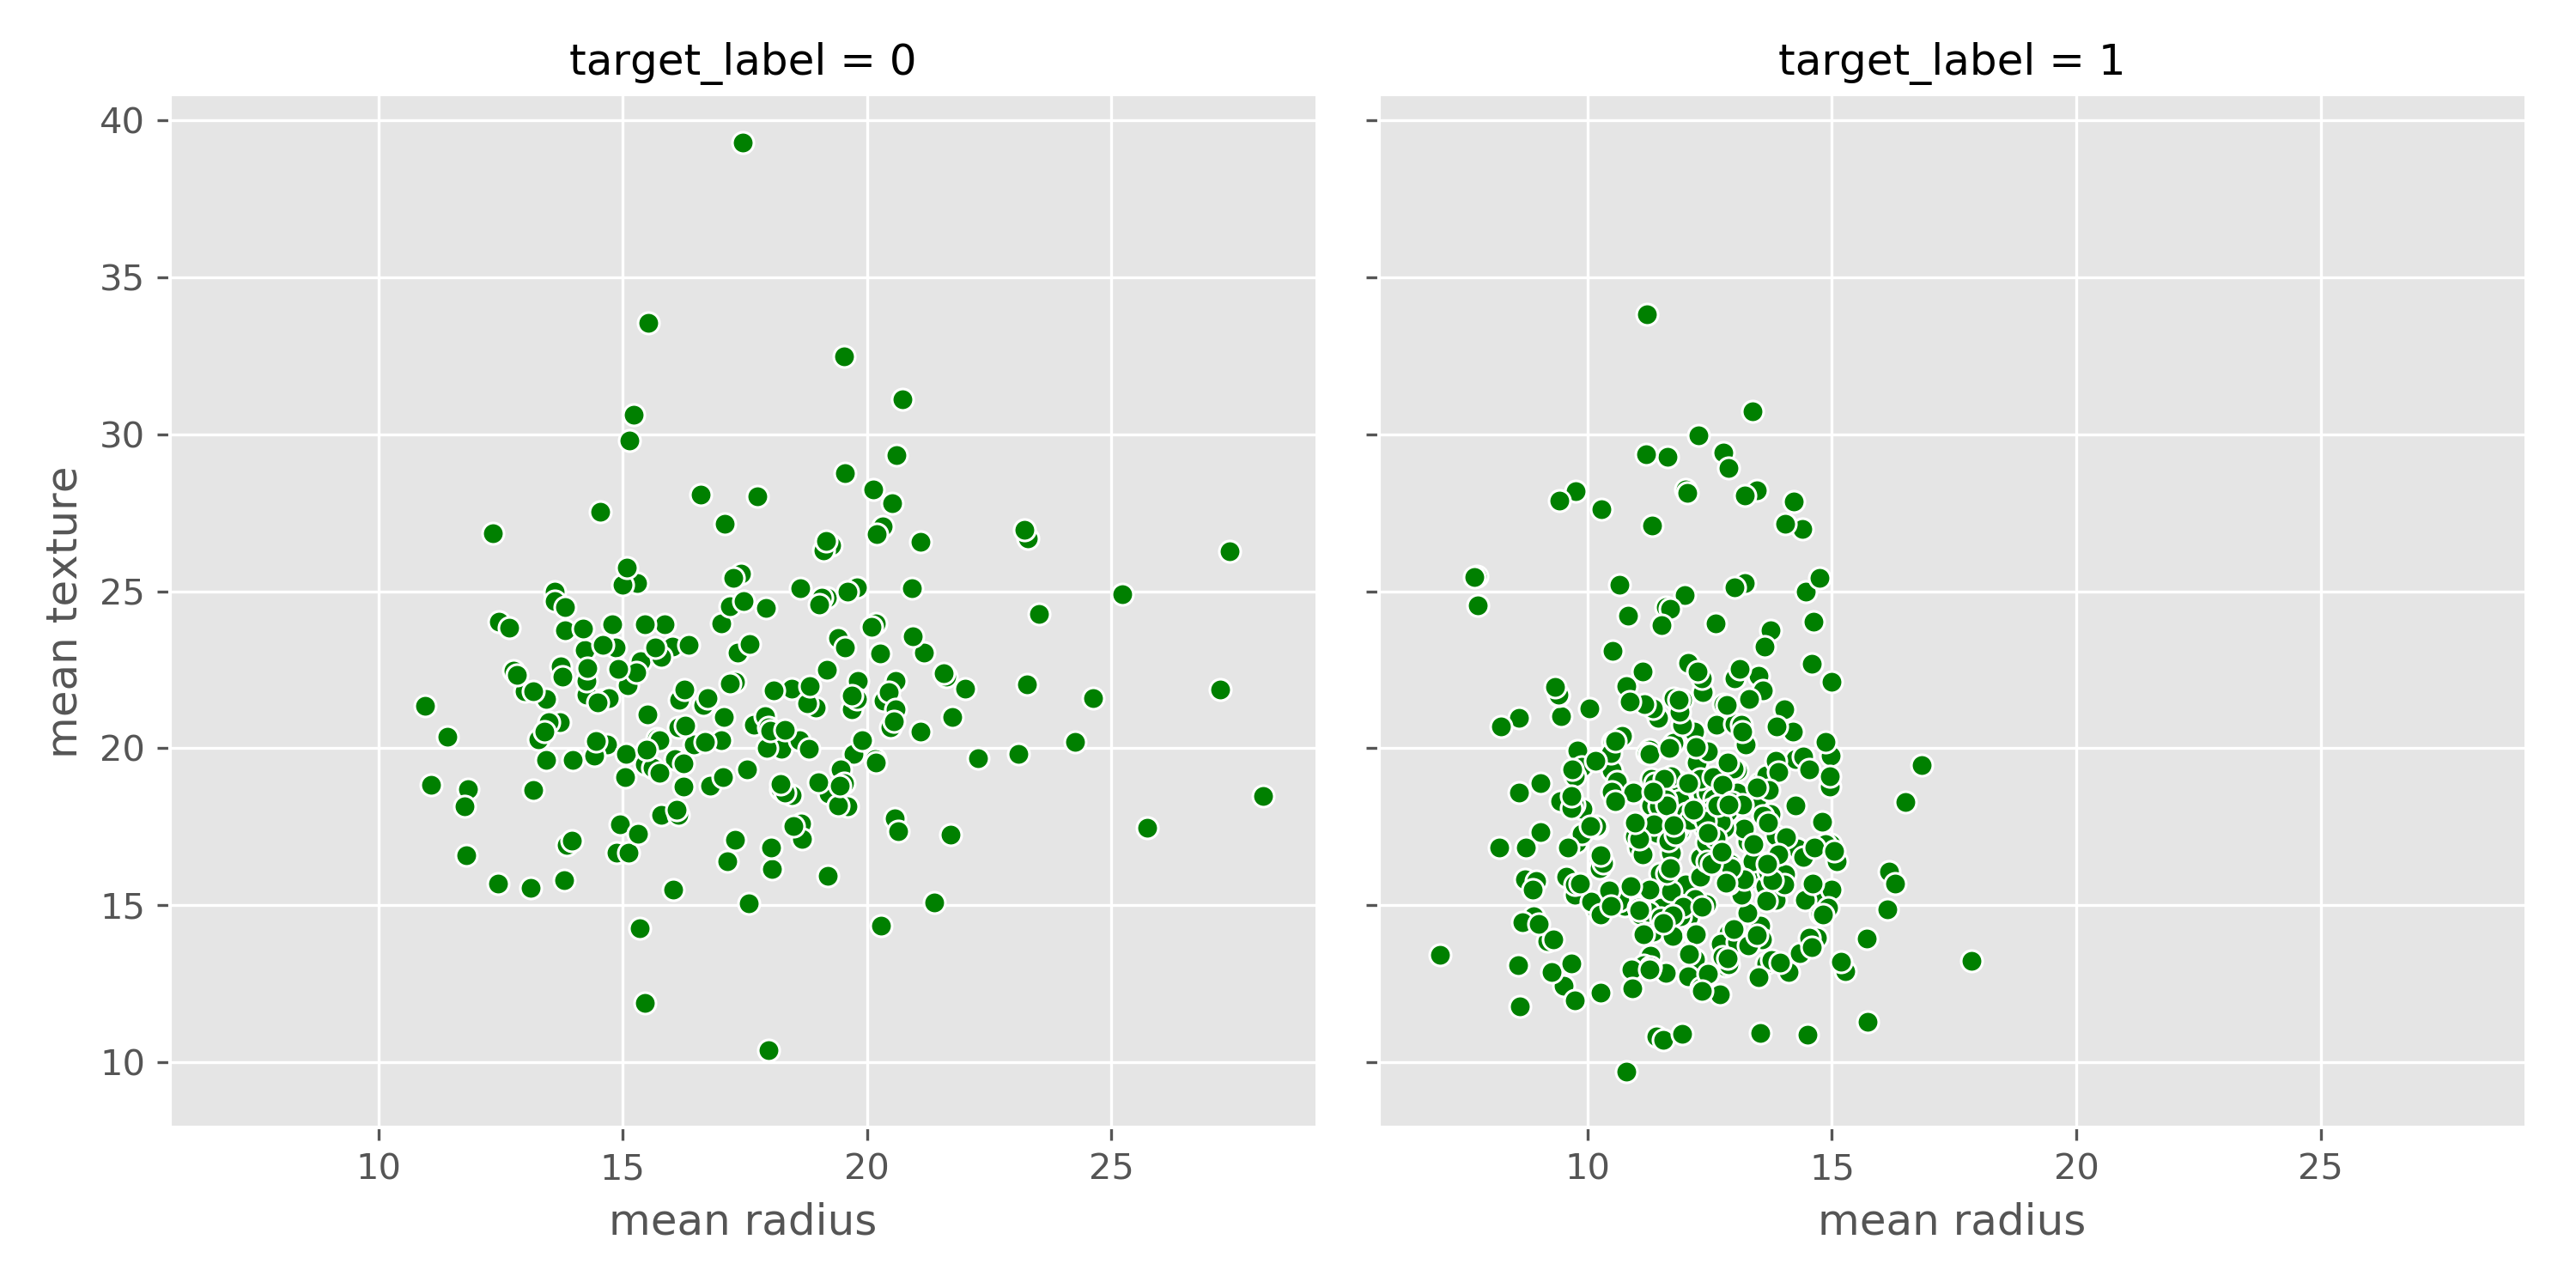 target_label = 0
target_label = 1
40
35
30
25
20
15
10
mean texture
10 15 20 25
10 15 20 25
mean radius
mean radius